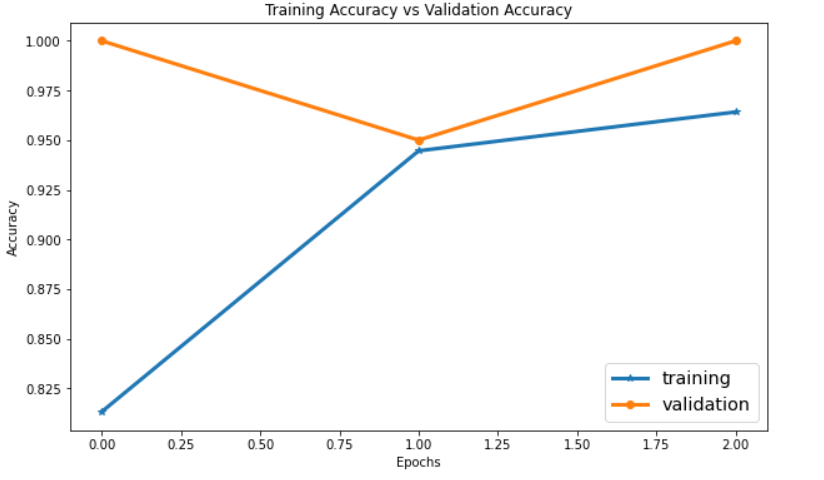 Training Accuracy vs Validation Accuracy
1.000
0.975
0.950
0.925
0.900
0.875
0.850
0.825
Accuracy
training
validation
0.00 0.25 0.50 0.75 1.00 1.25 1.50 1.75 2.00
Epochs